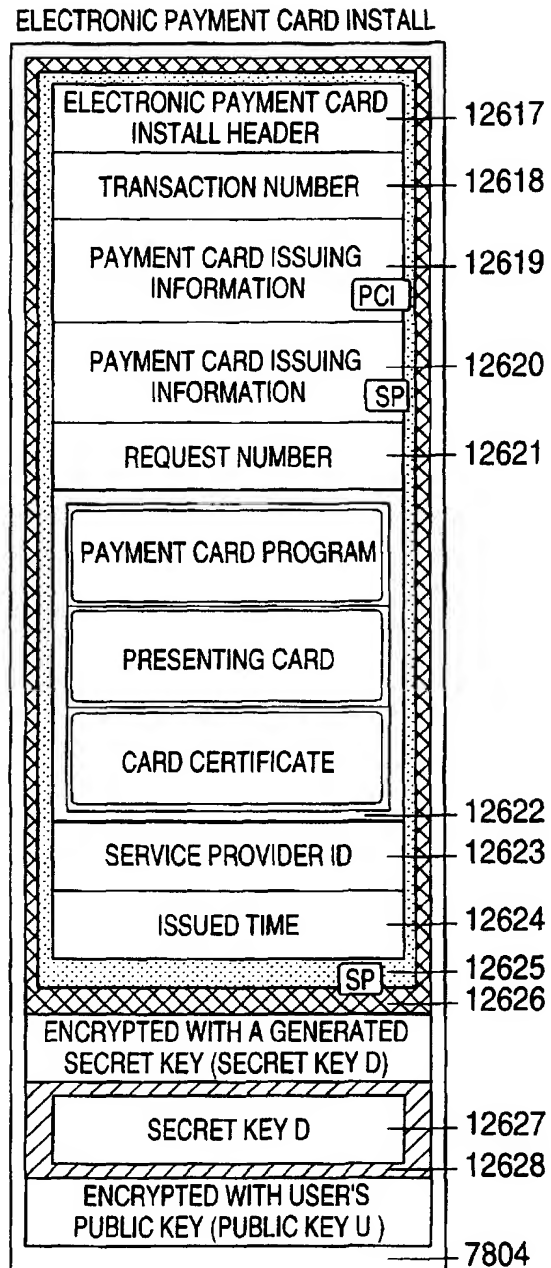 ELECTRONIC PAYMENT CARD INSTALL
ELECTRONIC PAYMENT CARD
INSTALL HEADER
12617
TRANSACTION NUMBER
12618
PAYMENT CARD ISSUING
INFORMATION
12619
PCI
PAYMENT CARD ISSUING
INFORMATION
12620
SP
REQUEST NUMBER
12621
PAYMENT CARD PROGRAM
PRESENTING CARD
CARD CERTIFICATE
12622
SERVICE PROVIDER ID
12623
ISSUED TIME
12624
12625
SP
12626
ENCRYPTED WITH A GENERATED
SECRET KEY (SECRET KEY D)
SECRET KEY D
12627
12628
ENCRYPTED WITH USER'S
PUBLIC KEY (PUBLIC KEY U )
7804